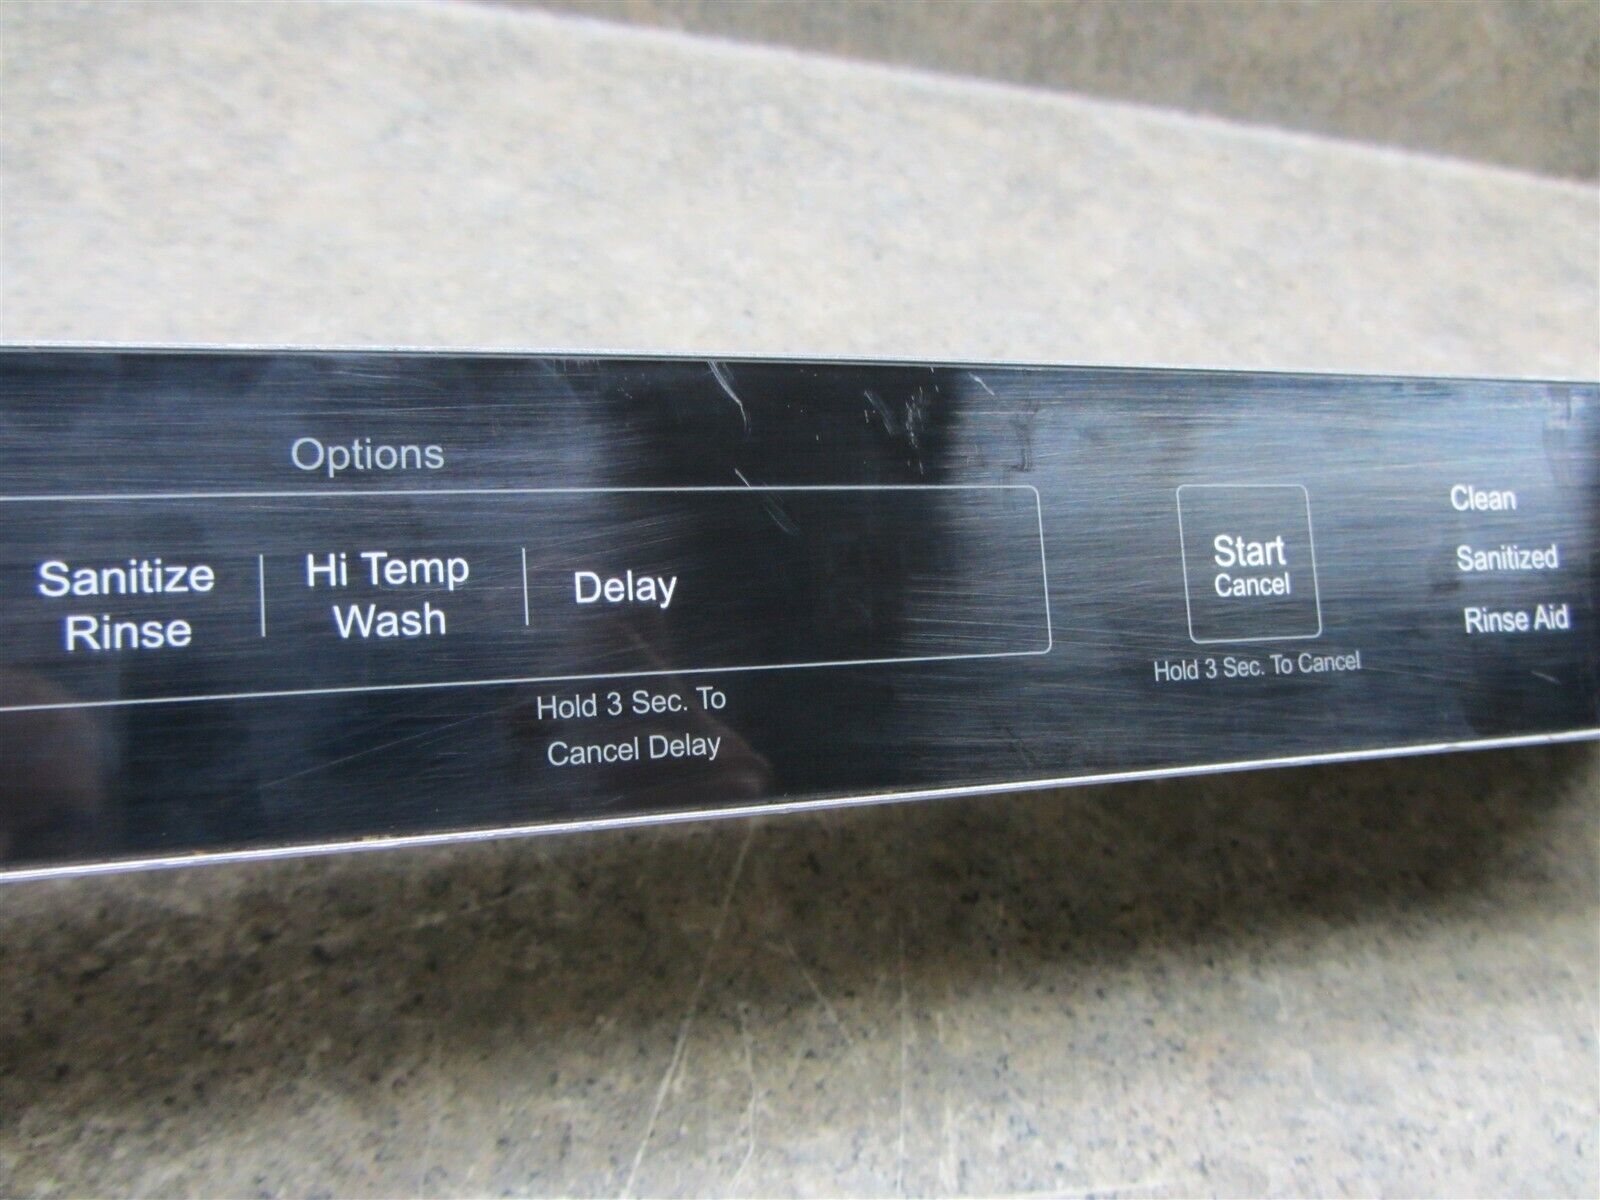 Options
Sanitize
Rinse
Hi Temp
Wash
Delay
Hold 3 Sec. To
Cancel Delay
Start
Cancel
Hold 3 Sec. To Cancel
Clean
Sanitized
Rinse Aid